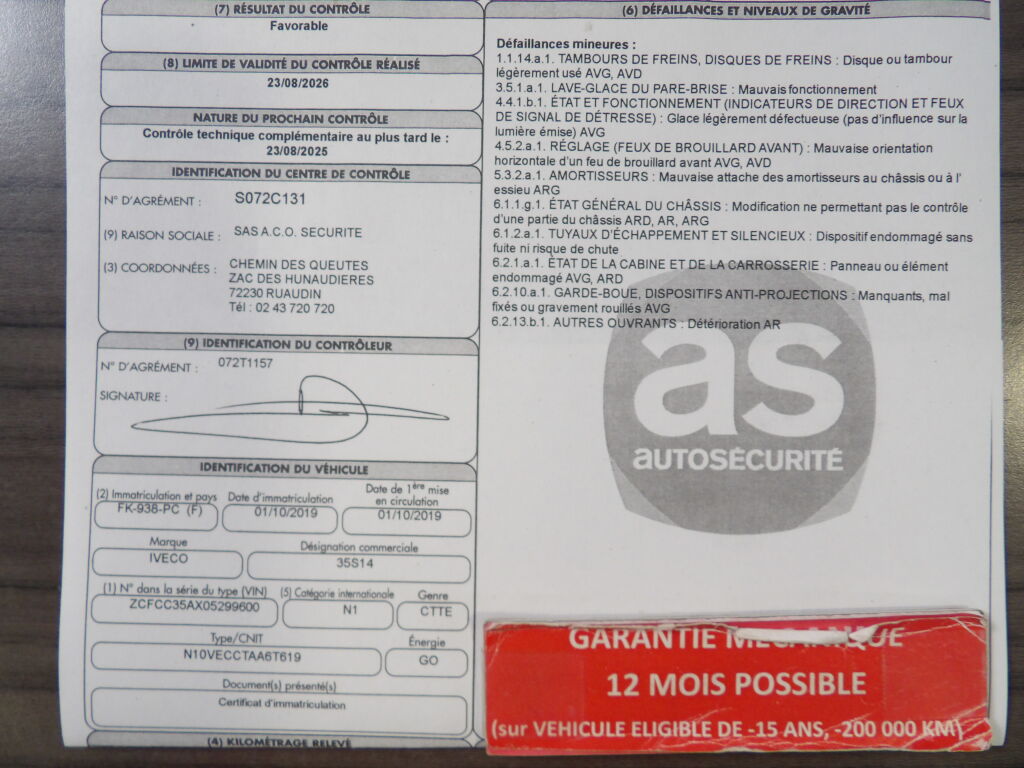 (7) RÉSULTAT DU CONTRÔLE
Favorable
(8) LIMITE DE VALIDITÉ DU CONTRÔLE RÉALISÉ
23/08/2026
NATURE DU PROCHAIN CONTRÔLE
Contrôle technique complémentaire au plus tard le :
23/08/2025
IDENTIFICATION DU CENTRE DE CONTRÔLE
N° D'AGRÉMENT : S072C131
(9) RAISON SOCIALE : SAS A.C.O. SECURITE
(3) COORDONNÉES : CHEMIN DES QUEUTES
ZAC DES HUNAUDIERES
72230 RUAUDIN
Tél : 02 43 720 720
(9) IDENTIFICATION DU CONTRÔLEUR
N° D'AGRÉMENT : 072T1157
SIGNATURE :
IDENTIFICATION DU VÉHICULE
(2) Immatriculation et pays
FK-938-PC (F)
Date d'immatriculation
01/10/2019
Date de 1ère mise
en circulation
01/10/2019
Marque
IVECO
Désignation commerciale
35S14
(1) N° dans la série du type (VIN)
ZCFCC35AX05299600
(5) Catégorie internationale
N1
Genre
CTTE
Type/CNIT
N10VECCTAA6T619
Énergie
GO
Document(s) présenté(s)
Certificat d'immatriculation
(4) KILOMÉTRAGE RELEVÉ
(6) DÉFAILLANCES ET NIVEAUX DE GRAVITÉ
Défaillances mineures :
1.1.14.a.1. TAMBOURS DE FREINS, DISQUES DE FREINS : Disque ou tambour
légèrement usé AVG, AVD
3.5.1.a.1. LAVE-GLACE DU PARE-BRISE : Mauvais fonctionnement
4.4.1.b.1. ÉTAT ET FONCTIONNEMENT (INDICATEURS DE DIRECTION ET FEUX
DE SIGNAL DE DÉTRESSE) : Glace légèrement défectueuse (pas d'influence sur la
lumière émise) AVG
4.5.2.a.1. RÉGLAGE (FEUX DE BROUILLARD AVANT) : Mauvaise orientation
horizontale d'un feu de brouillard avant AVG, AVD
5.3.2.a.1. AMORTISSEURS : Mauvaise attache des amortisseurs au châssis ou à l'
essieu ARG
6.1.1.g.1. ÉTAT GÉNÉRAL DU CHÂSSIS : Modification ne permettant pas le contrôle
d'une partie du châssis ARD, AR, ARG
6.1.2.a.1. TUYAUX D'ÉCHAPPEMENT ET SILENCIEUX : Dispositif endommagé sans
fuite ni risque de chute
6.2.1.a.1. ÉTAT DE LA CABINE ET DE LA CARROSSERIE : Panneau ou élément
endommagé AVG, ARD
6.2.10.a.1. GARDE-BOUE, DISPOSITIFS ANTI-PROJECTIONS : Manquants, mal
fixés ou gravement rouillés AVG
6.2.13.b.1. AUTRES OUVRANTS : Détérioration AR
as
AUTOSÉCURITÉ
GARANTIE MECANIQUE
12 MOIS POSSIBLE
(sur VEHICULE ELIGIBLE DE -15 ANS, -200 000 KM)